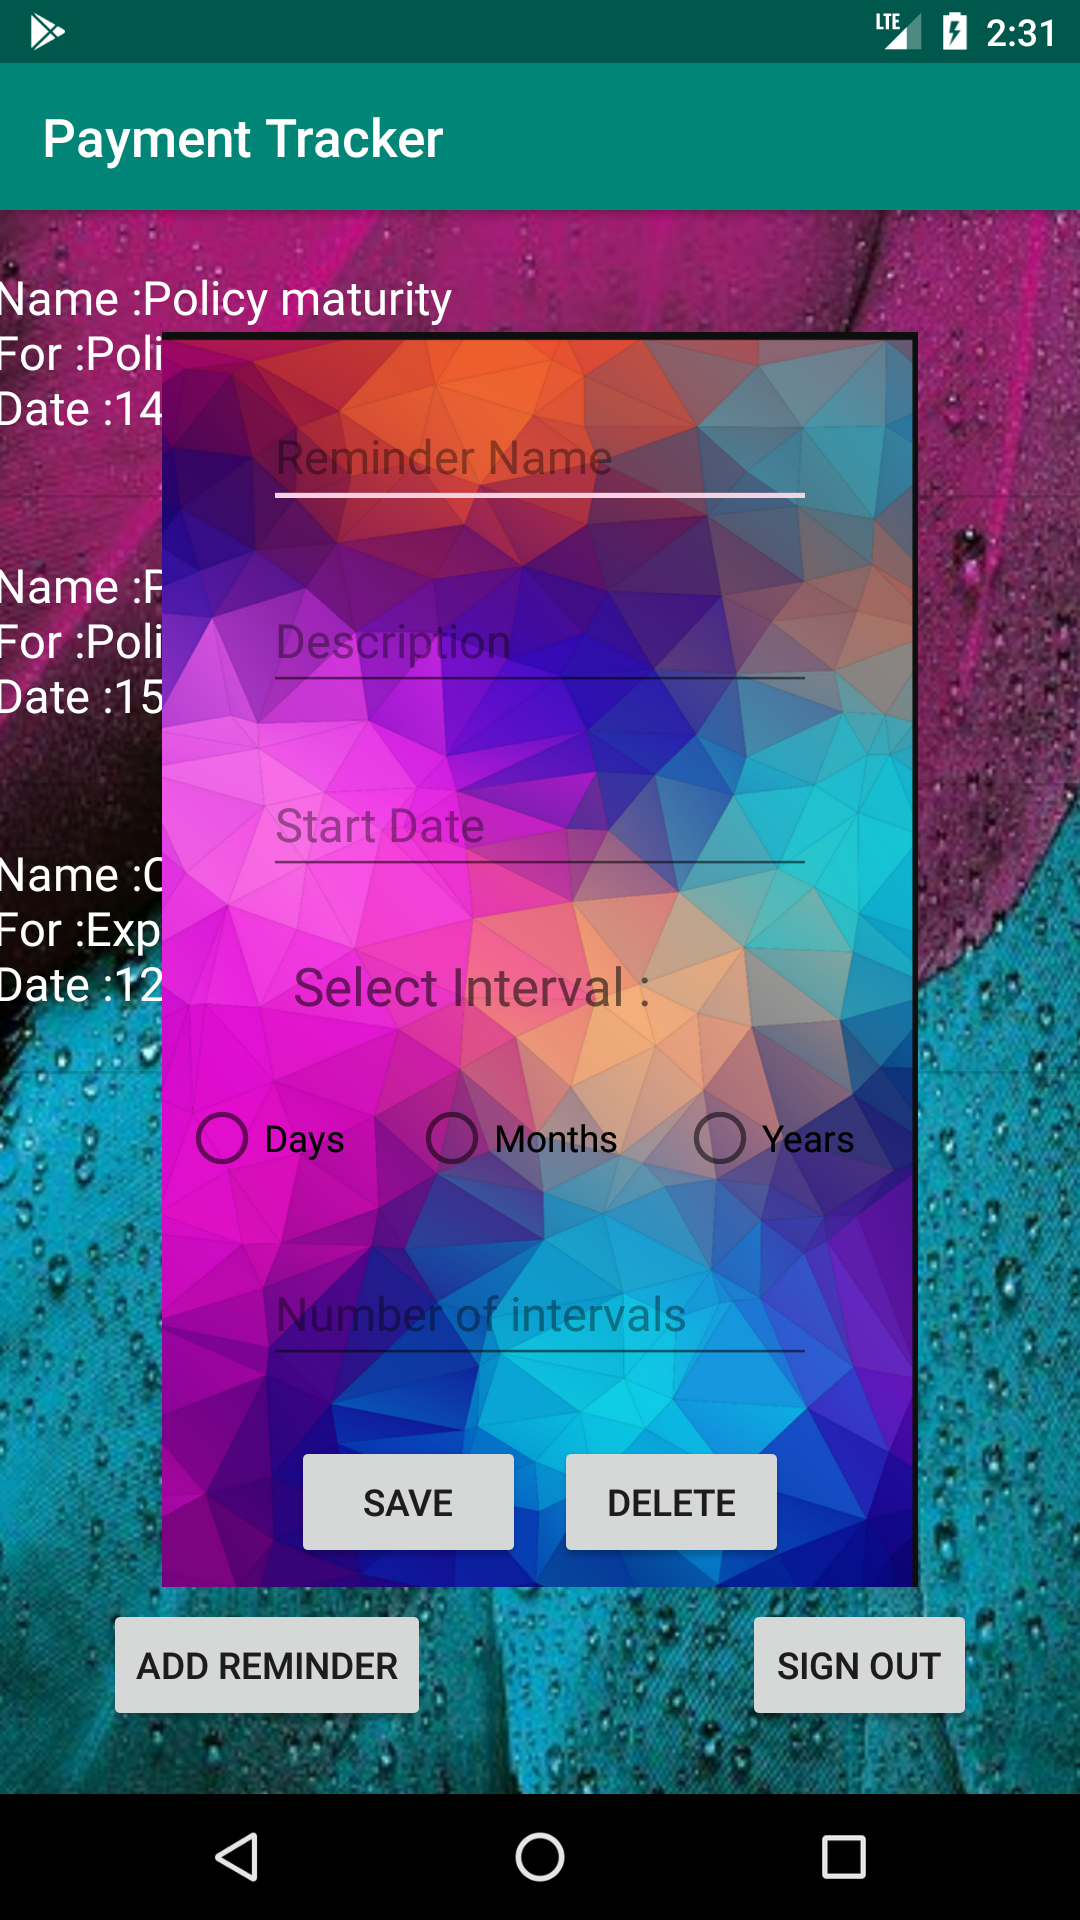 LTE 2:31
Payment Tracker
Name :Policy maturity
For :Poli
Date :14
Reminder Name
Name :P
For :Poli
Date :15
Description
Start Date
Name :C
For :Exp
Date :12
Select Interval :
Days Months Years
Number of intervals
SAVE DELETE
ADD REMINDER SIGN OUT